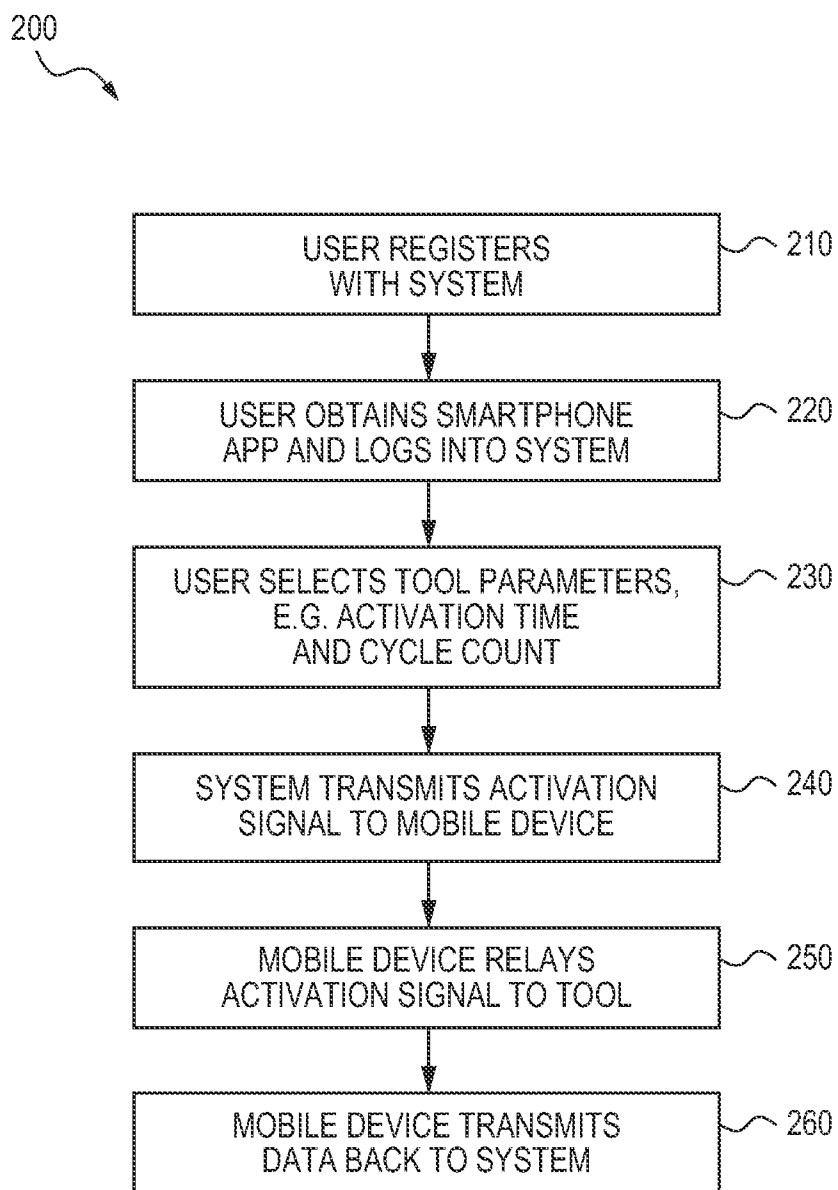 200
USER REGISTERS
WITH SYSTEM
210
USER OBTAINS SMARTPHONE
APP AND LOGS INTO SYSTEM
220
USER SELECTS TOOL PARAMETERS,
E.G. ACTIVATION TIME
AND CYCLE COUNT
230
SYSTEM TRANSMITS ACTIVATION
SIGNAL TO MOBILE DEVICE
240
MOBILE DEVICE RELAYS
ACTIVATION SIGNAL TO TOOL
250
MOBILE DEVICE TRANSMITS
DATA BACK TO SYSTEM
260